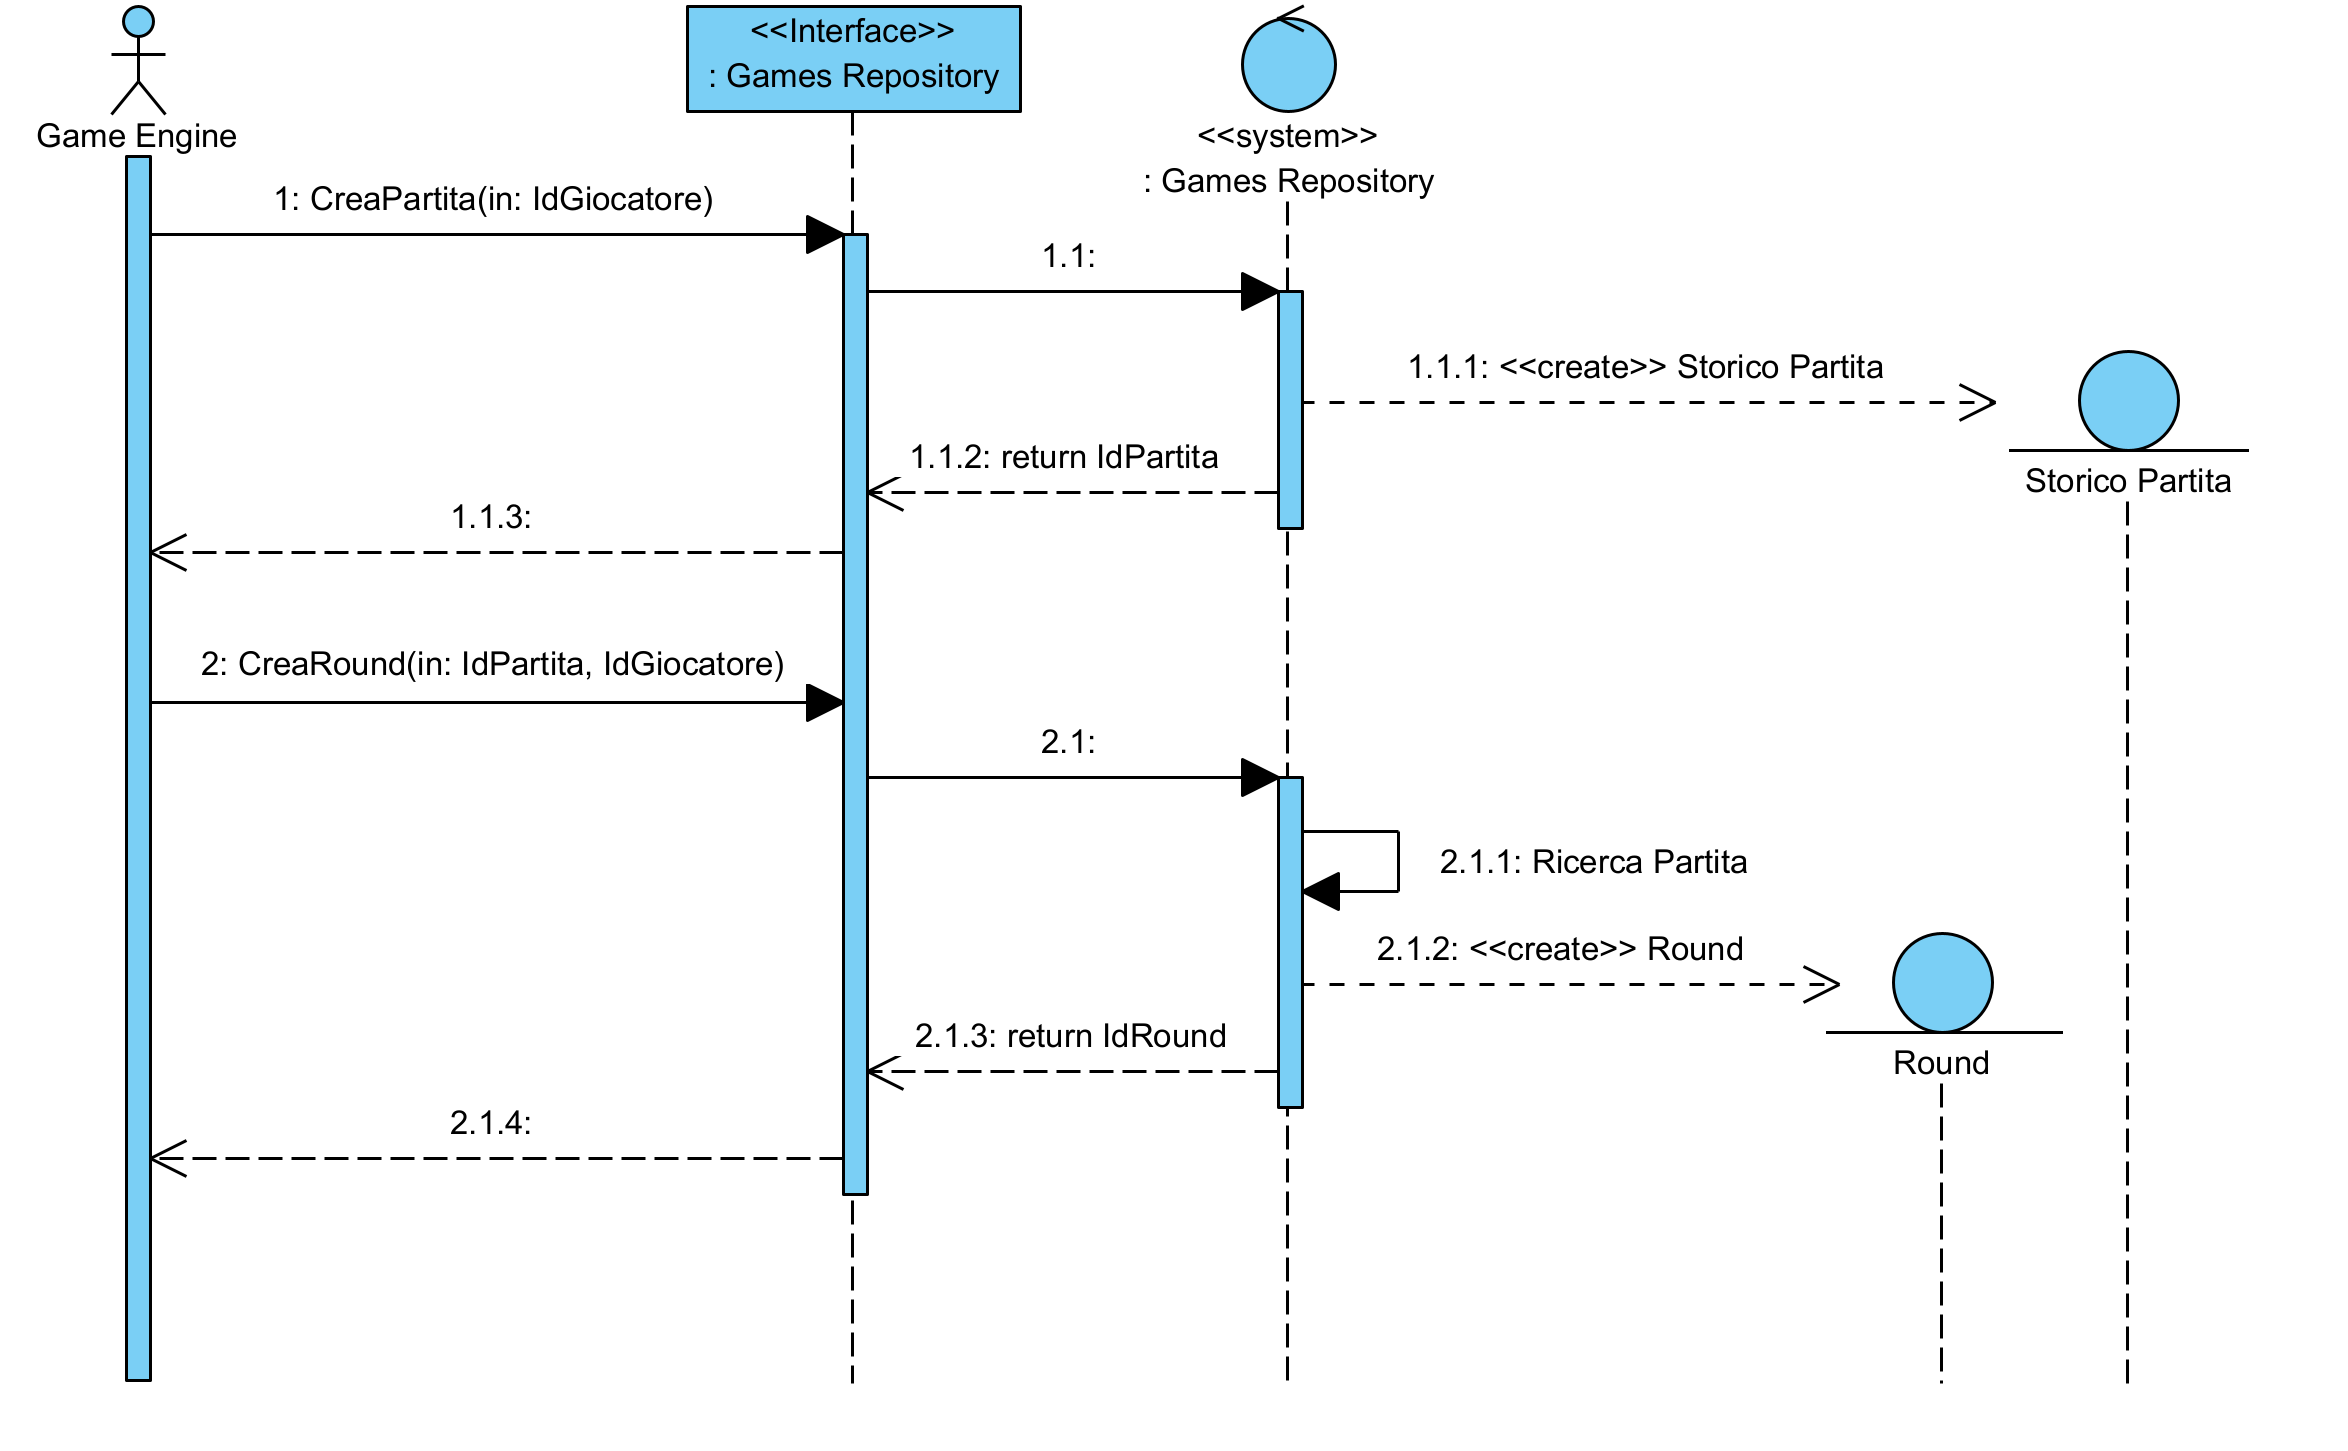 <<Interface>>
: Games Repository
Game Engine
<<system>>
: Games Repository
1: CreaPartita(in: IdGiocatore)
1.1:
1.1.1: <<create>> Storico Partita
1.1.2: return IdPartita
Storico Partita
1.1.3:
2: CreaRound(in: IdPartita, IdGiocatore)
2.1:
2.1.1: Ricerca Partita
2.1.2: <<create>> Round
2.1.3: return IdRound
Round
2.1.4: